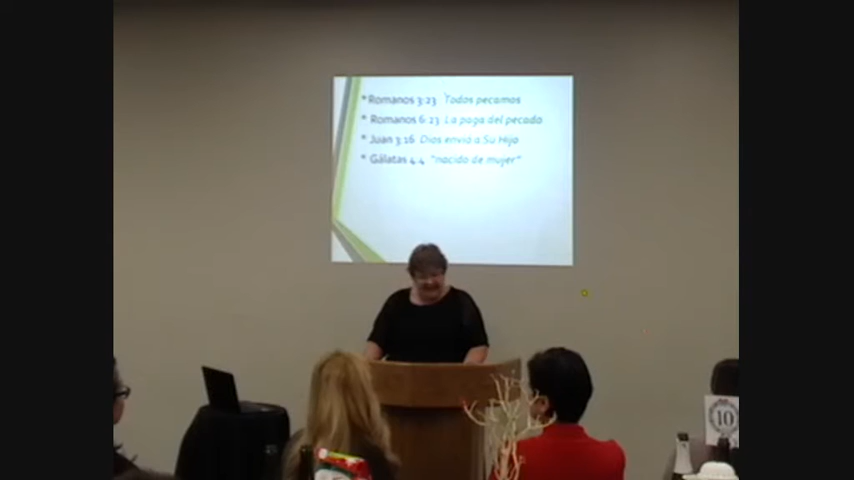 * Romanos 3:23 Todos pecamos
* Romanos 6:23 La paga del pecado
* Juan 3:16 Dios envio a Su Hijo
* Gálatas 4.4 "nacido de mujer"
10